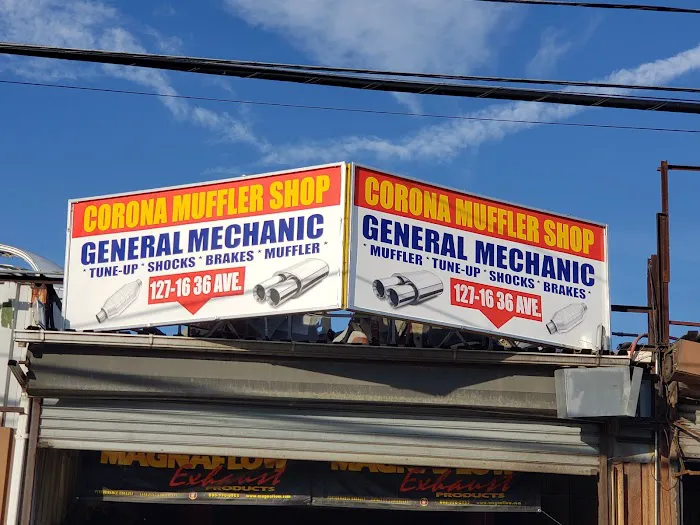 CORONA MUFFLER SHOP
GENERAL MECHANIC
* TUNE-UP * SHOCKS * BRAKES * MUFFLER *
127-16 36 AVE.
CORONA MUFFLER SHOP
GENERAL MECHANIC
* MUFFLER * TUNE-UP * SHOCKS * BRAKES *
127-16 36 AVE.
MAGNAFLOW
Exhaust
PRODUCTS
MAGNAFLOW
Exhaust
PRODUCTS